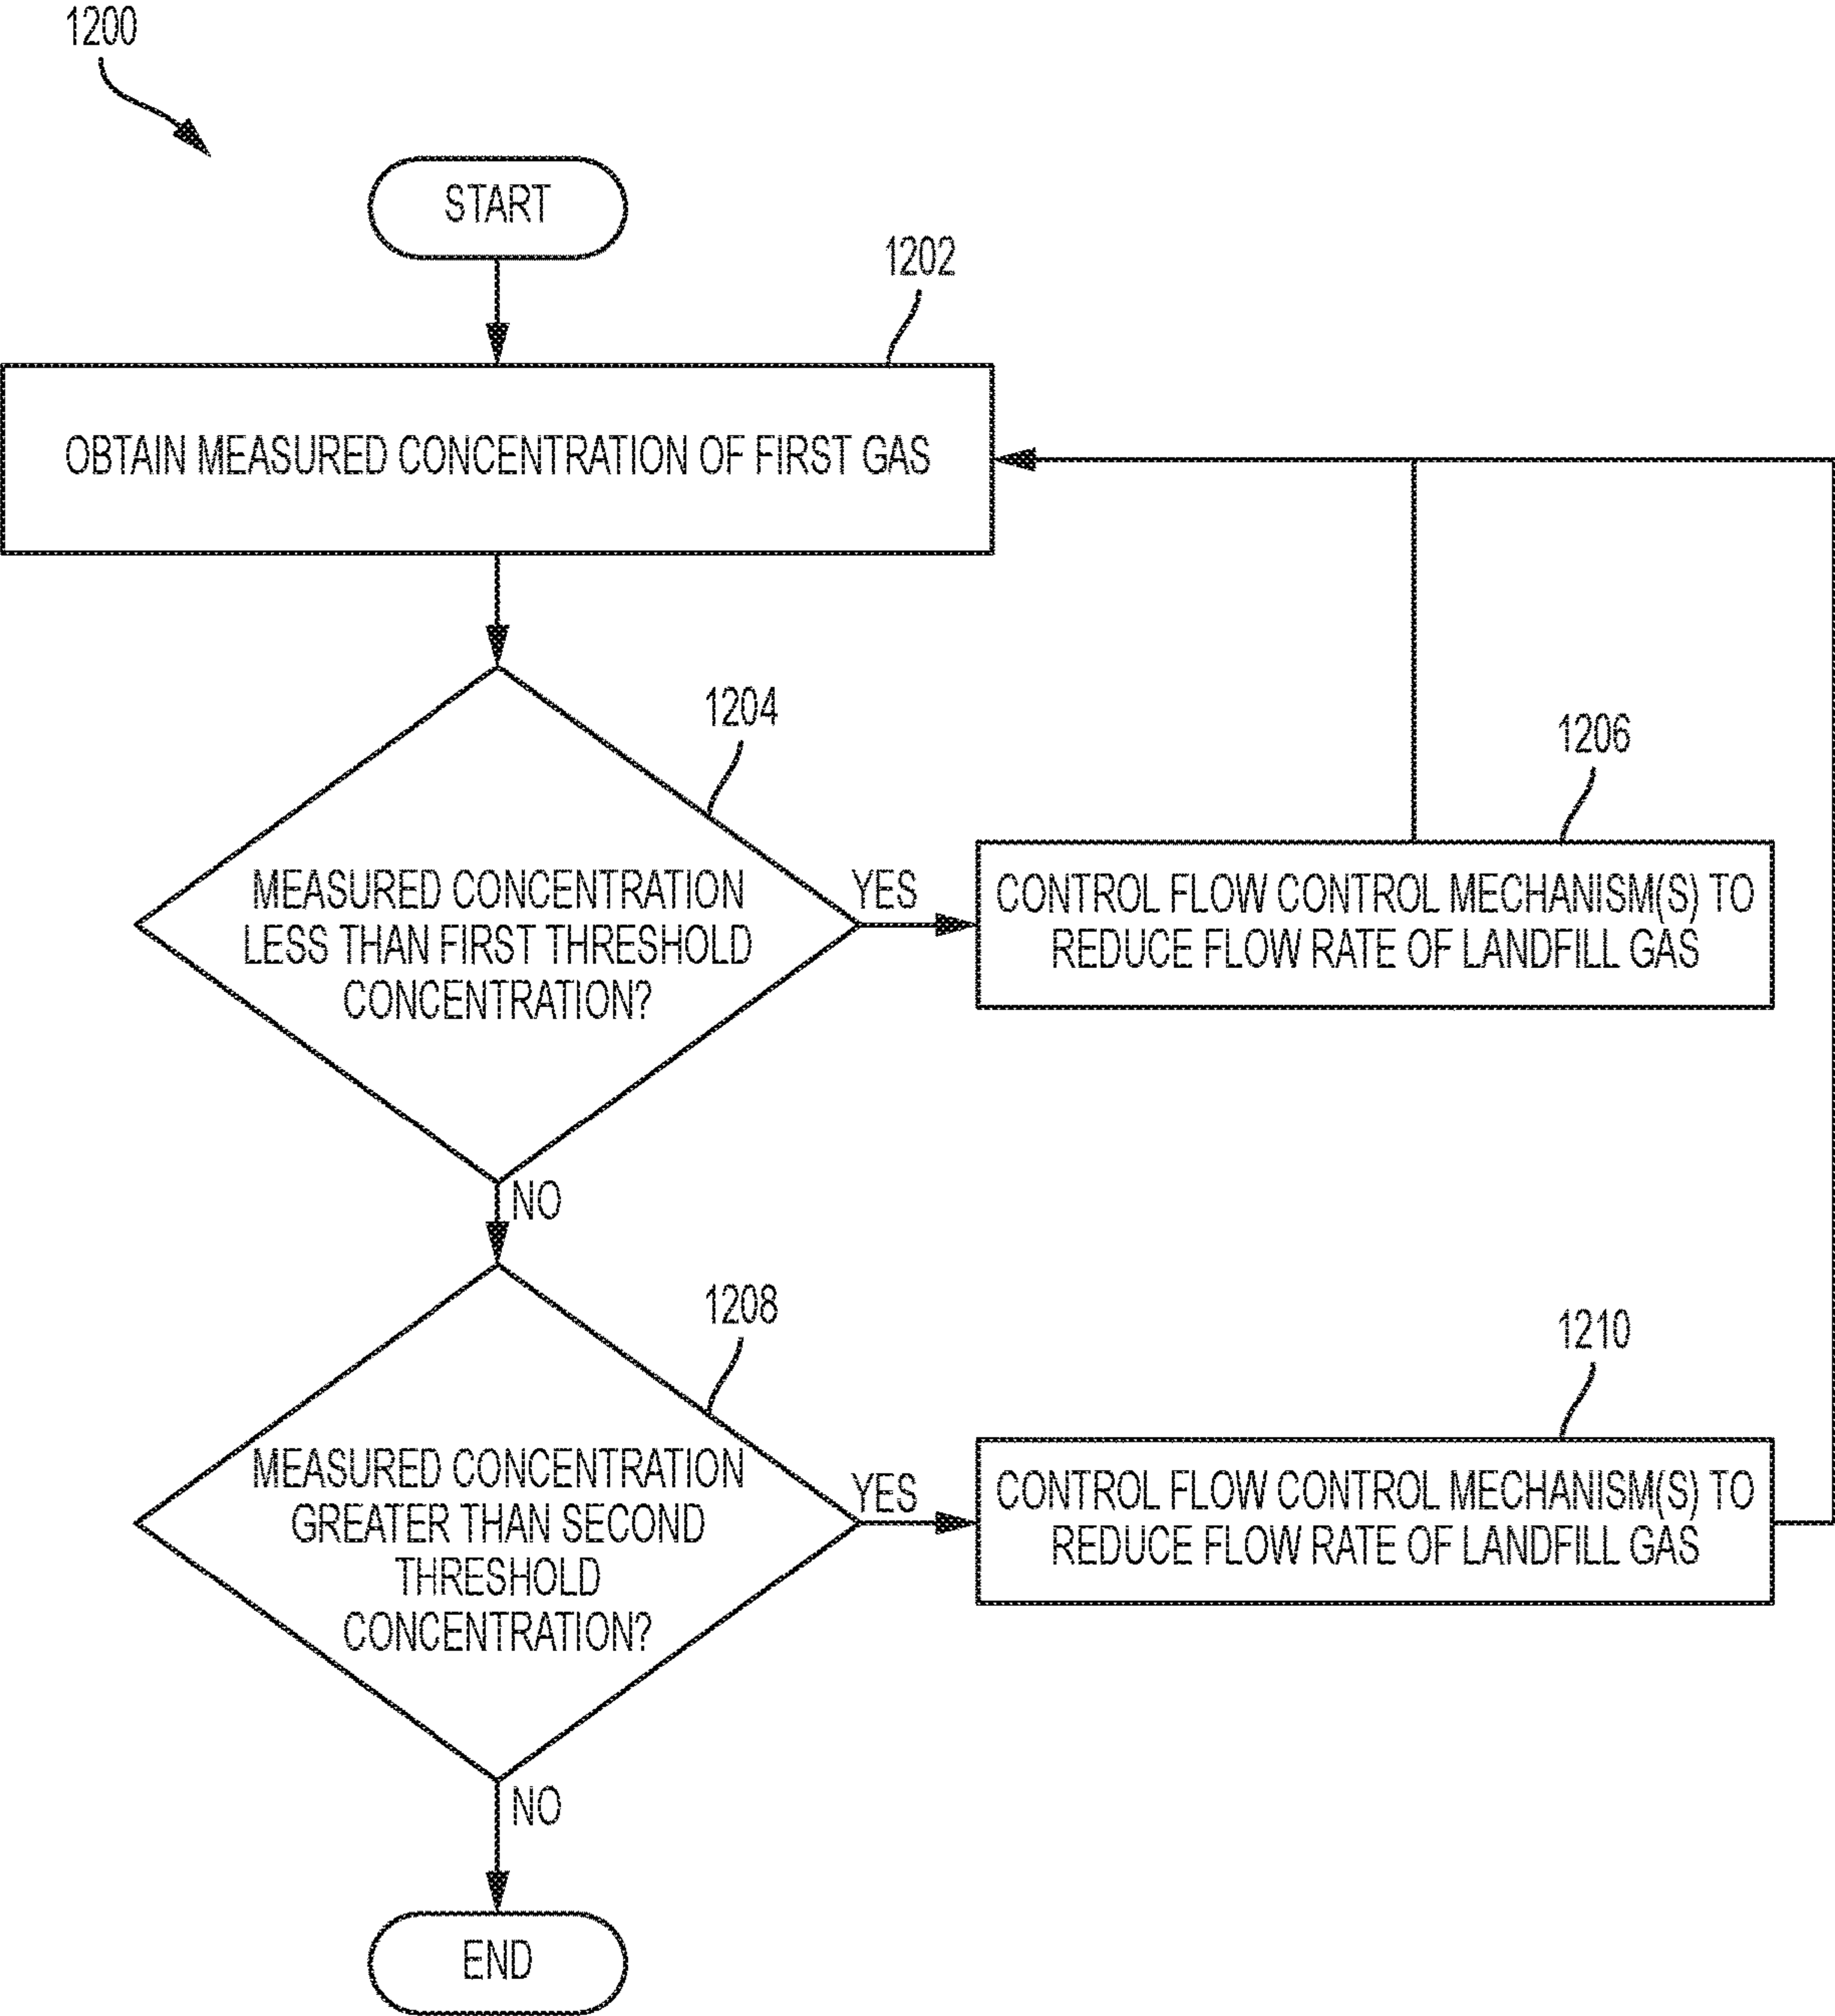 1200
START
1202
OBTAIN MEASURED CONCENTRATION OF FIRST GAS
1204
MEASURED CONCENTRATION
LESS THAN FIRST THRESHOLD
CONCENTRATION?
YES
1206
CONTROL FLOW CONTROL MECHANISM(S) TO
REDUCE FLOW RATE OF LANDFILL GAS
NO
1208
MEASURED CONCENTRATION
GREATER THAN SECOND
THRESHOLD
CONCENTRATION?
YES
1210
CONTROL FLOW CONTROL MECHANISM(S) TO
REDUCE FLOW RATE OF LANDFILL GAS
NO
END